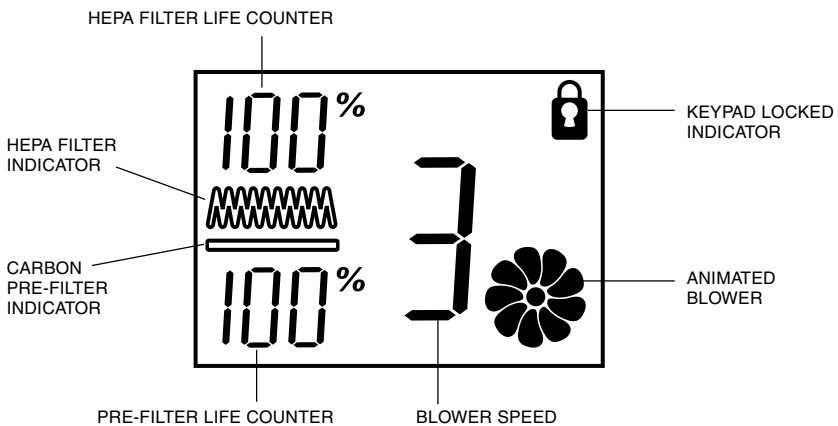 HEPA FILTER LIFE COUNTER
100%
KEYPAD LOCKED
INDICATOR
HEPA FILTER
INDICATOR
3
CARBON
PRE-FILTER
INDICATOR
100%
ANIMATED
BLOWER
PRE-FILTER LIFE COUNTER
BLOWER SPEED